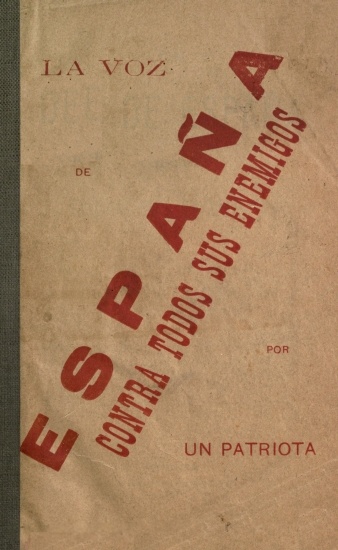 LA VOZ
DE
ESPAÑA
CONTRA TODOS SUS ENEMIGOS
POR
UN PATRIOTA